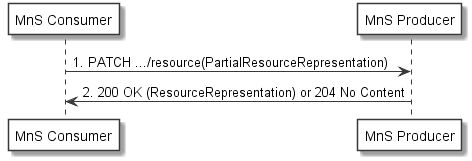 MnS Consumer
MnS Producer
1. PATCH .../resource(PartialResourceRepresentation)
2. 200 OK (ResourceRepresentation) or 204 No Content
MnS Consumer
MnS Producer